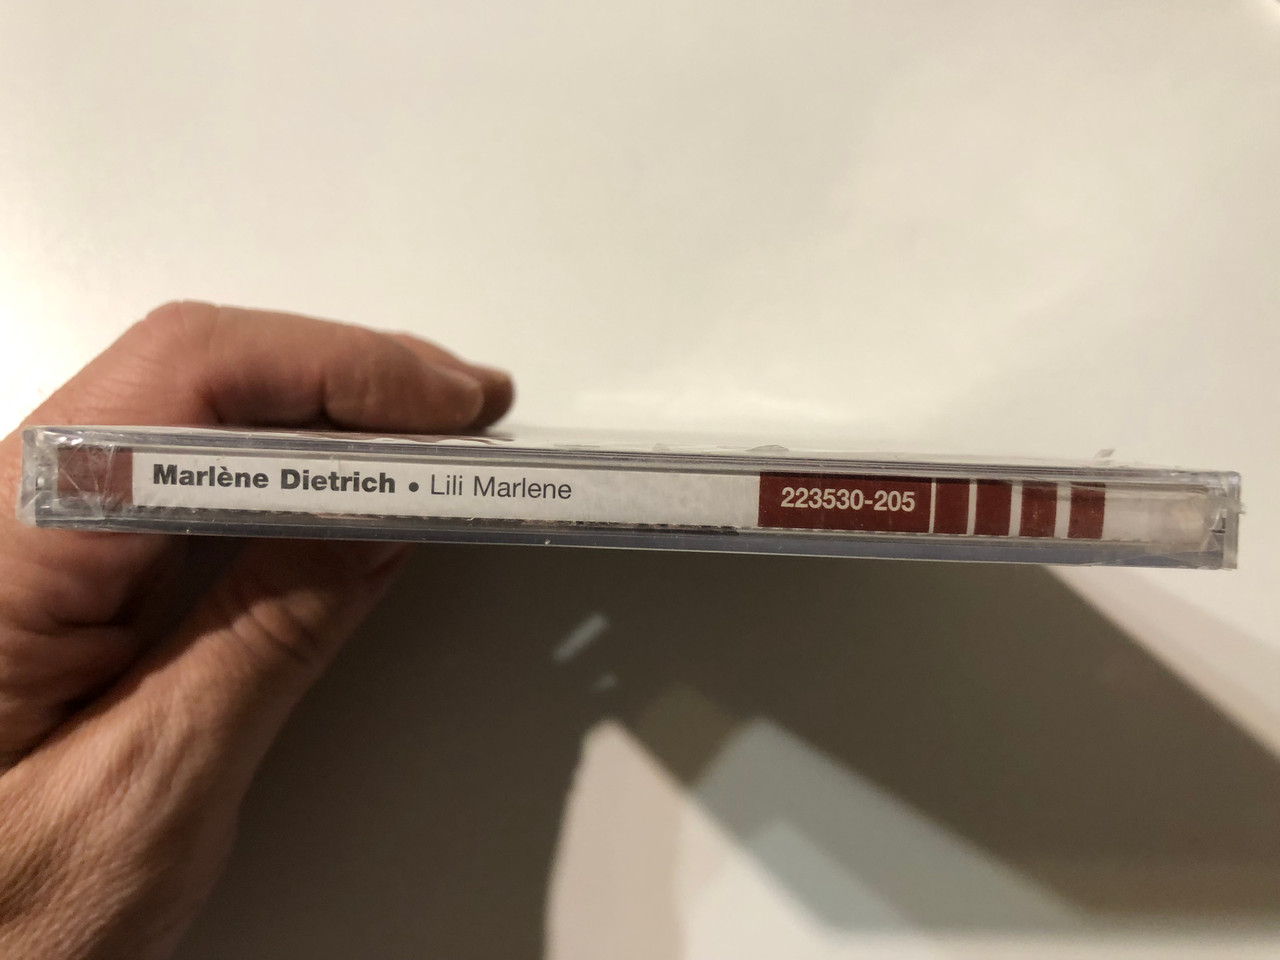 Marlène Dietrich • Lili Marlene 223530-205